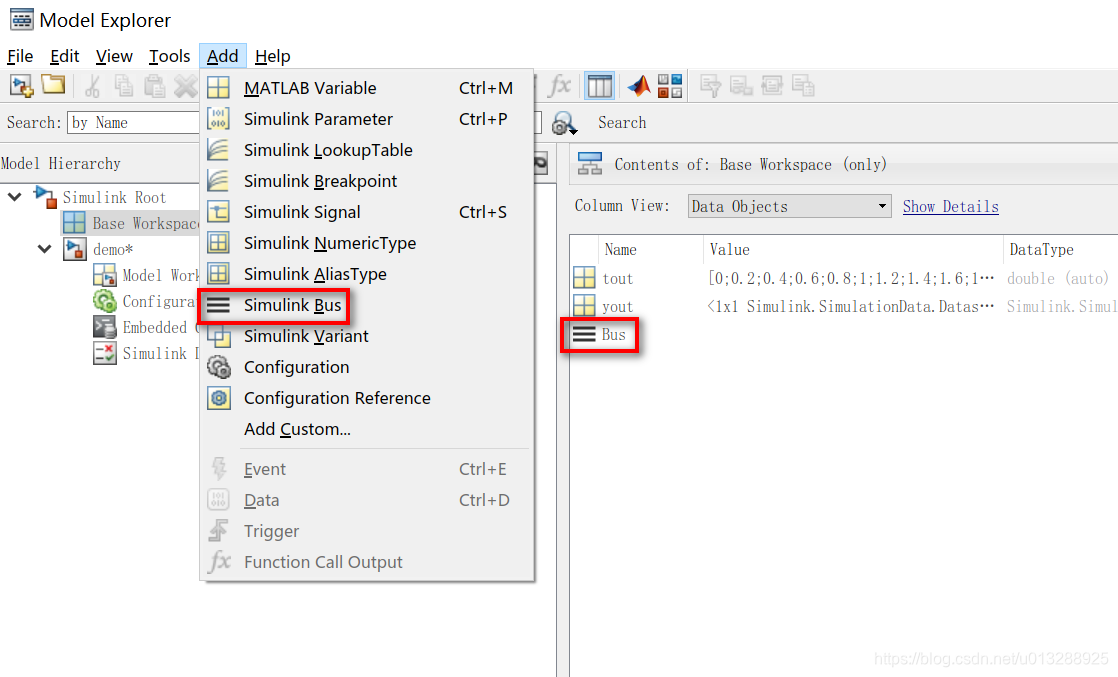 Model Explorer
File Edit View Tools Add Help
Search: by Name
Search
Model Hierarchy
Simulink Root
Base Workspace
demo*
Model Work
Configura
Embedded
Simulink
MATLAB Variable Ctrl+M
Simulink Parameter Ctrl+P
Simulink LookupTable
Simulink Breakpoint
Simulink Signal Ctrl+S
Simulink NumericType
Simulink AliasType
Simulink Bus
Simulink Variant
Configuration
Configuration Reference
Add Custom...
Event Ctrl+E
Data Ctrl+D
Trigger
fx Function Call Output
Contents of: Base Workspace (only)
Column View: Data Objects Show Details
Name Value DataType
tout [0;0.2;0.4;0.6;0.8;1;1.2;1.4;1.6;1⋯ double (auto)
yout <1x1 Simulink.SimulationData.Datas⋯ Simulink.Simul
Bus
https://blog.csdn.net/u013288925